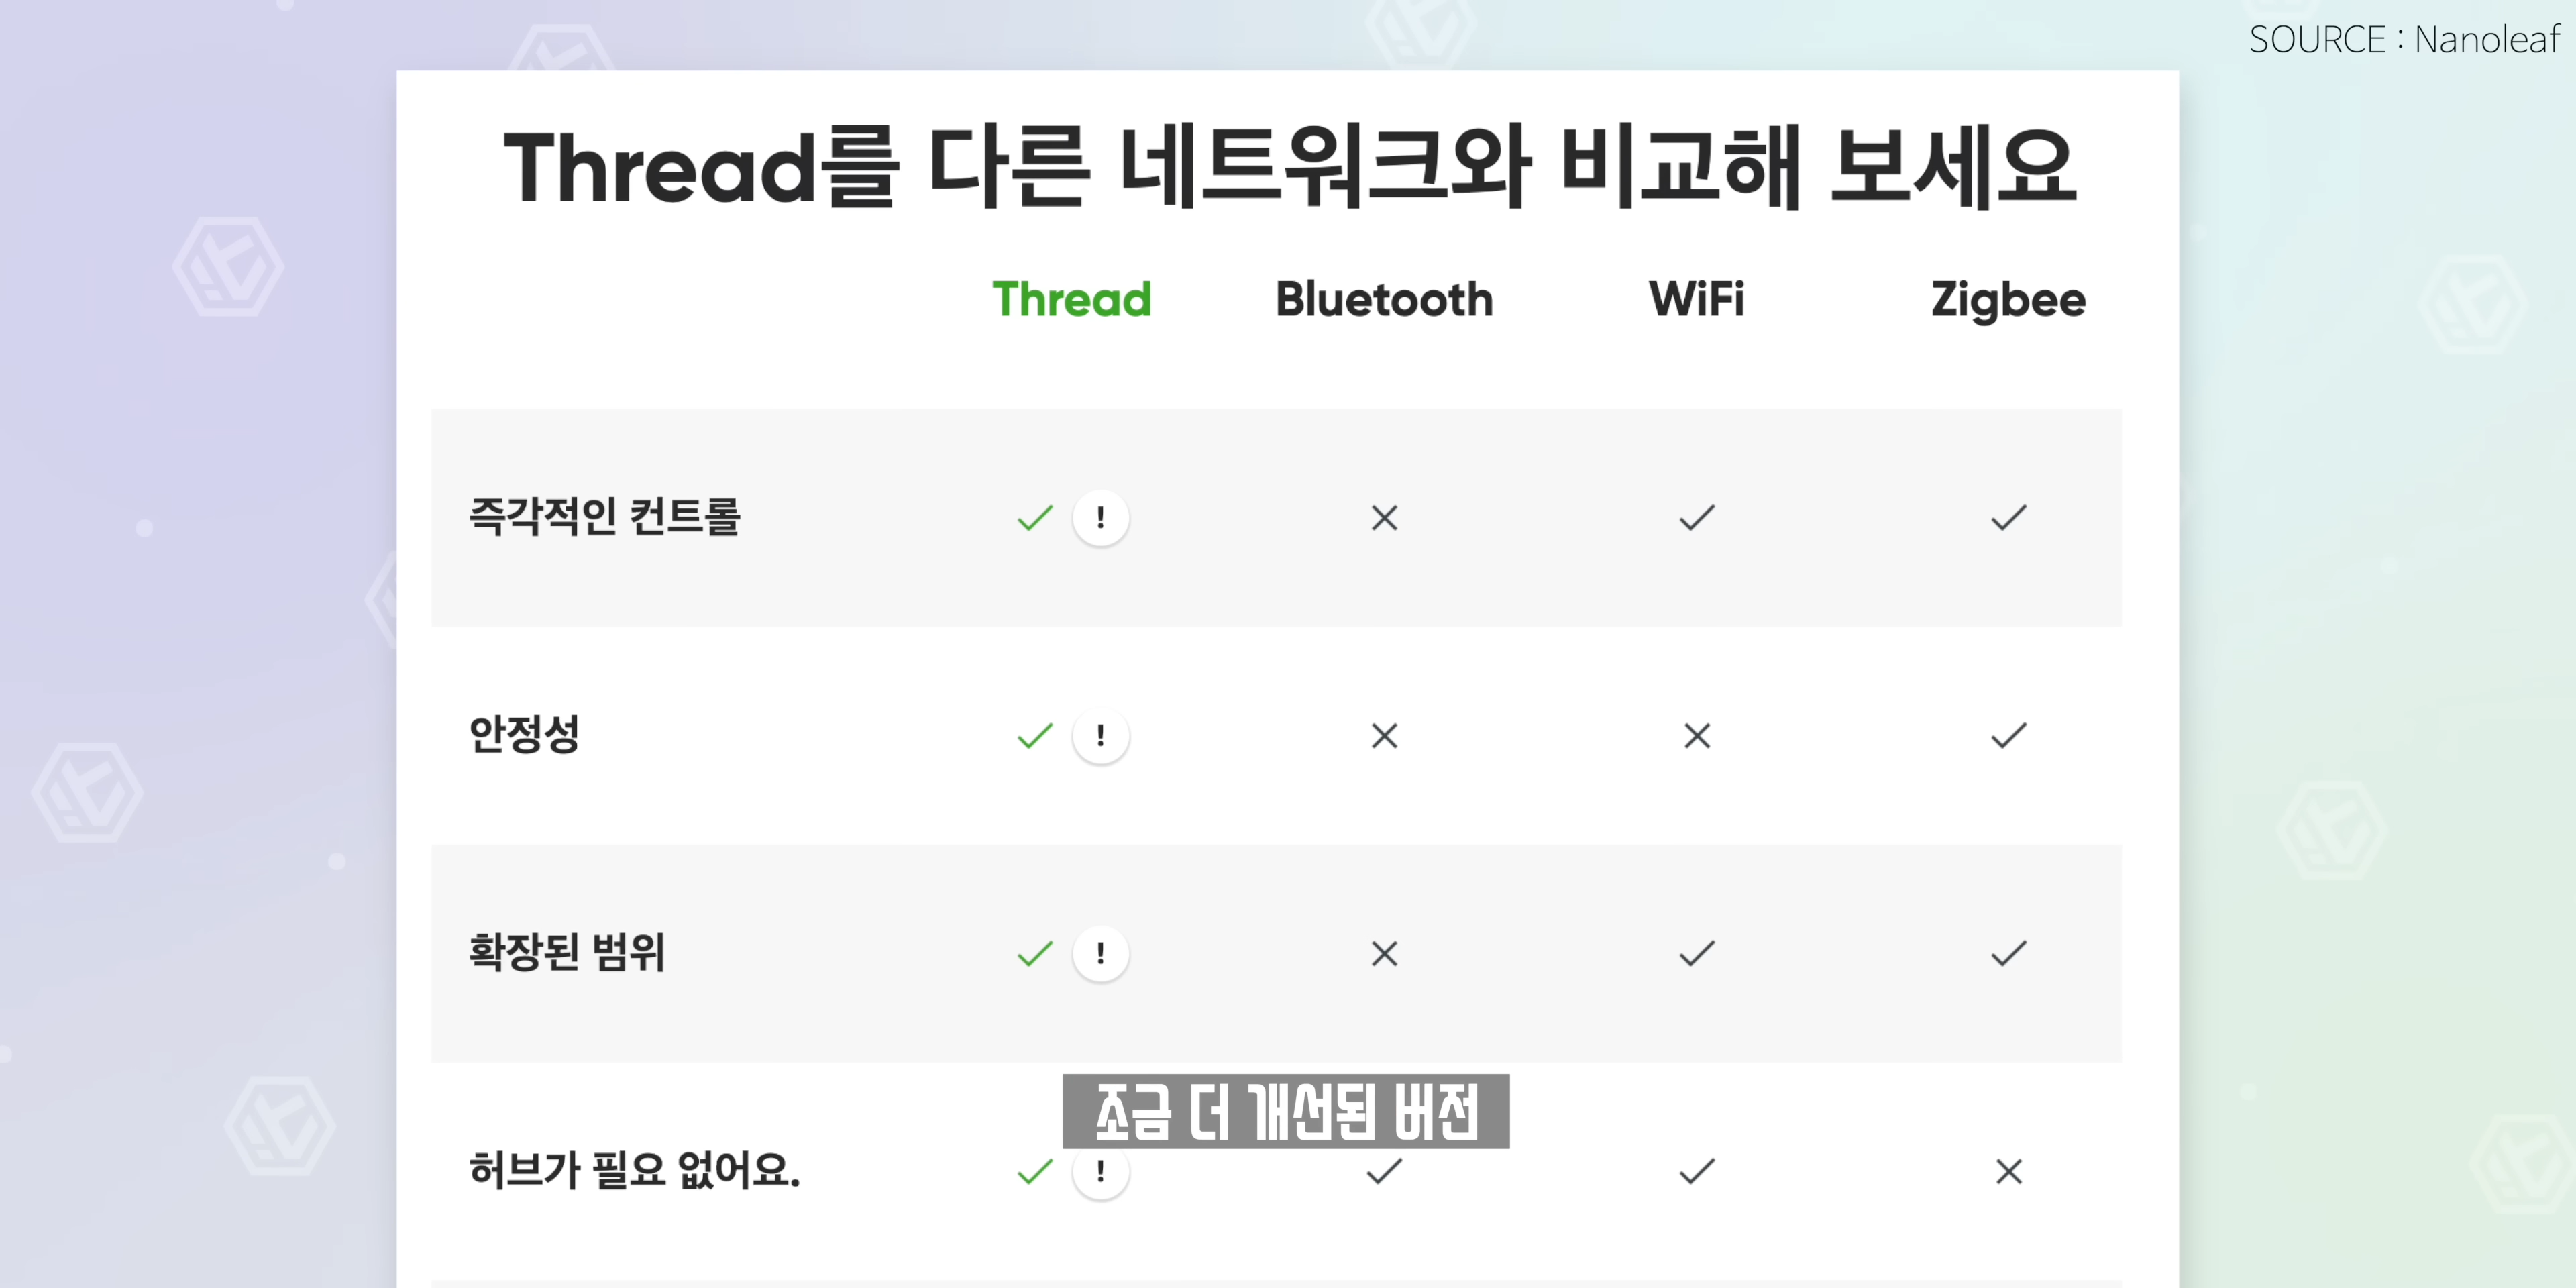 SOURCE : Nanoleaf
Thread를 다른 네트워크와 비교해 보세요
Thread Bluetooth WiFi Zigbee
즉각적인 컨트롤 !
안정성 !
확장된 범위 !
조금 더 개선된 버전
허브가 필요 없어요. !